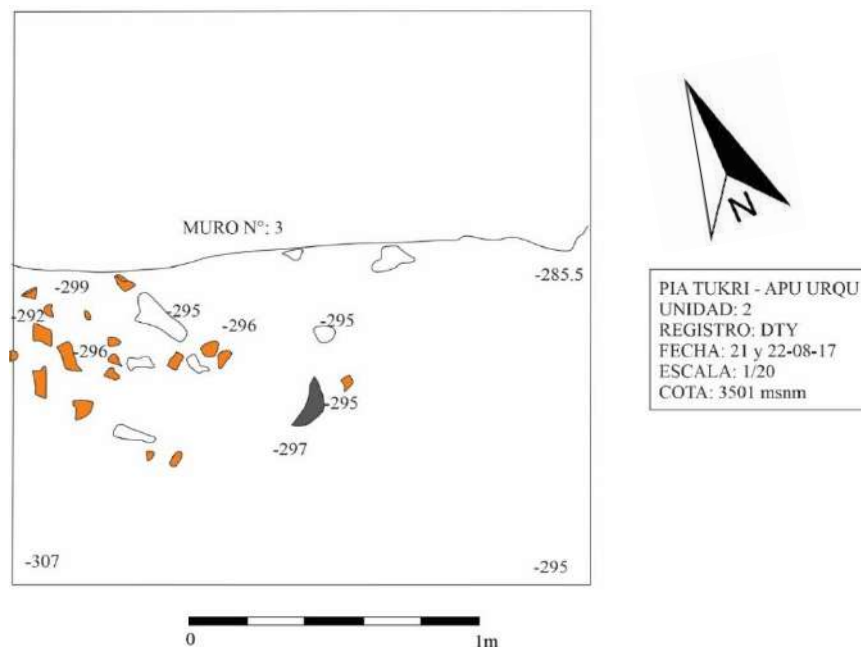 MURO N°: 3
-285.5
-299
-295
-292
-296
-295
-296
-295
-297
-307
-295
0
1m
N
PIA TUKRI - APU URQU
UNIDAD: 2
REGISTRO: DTY
FECHA: 21 y 22-08-17
ESCALA: 1/20
COTA: 3501 msnm